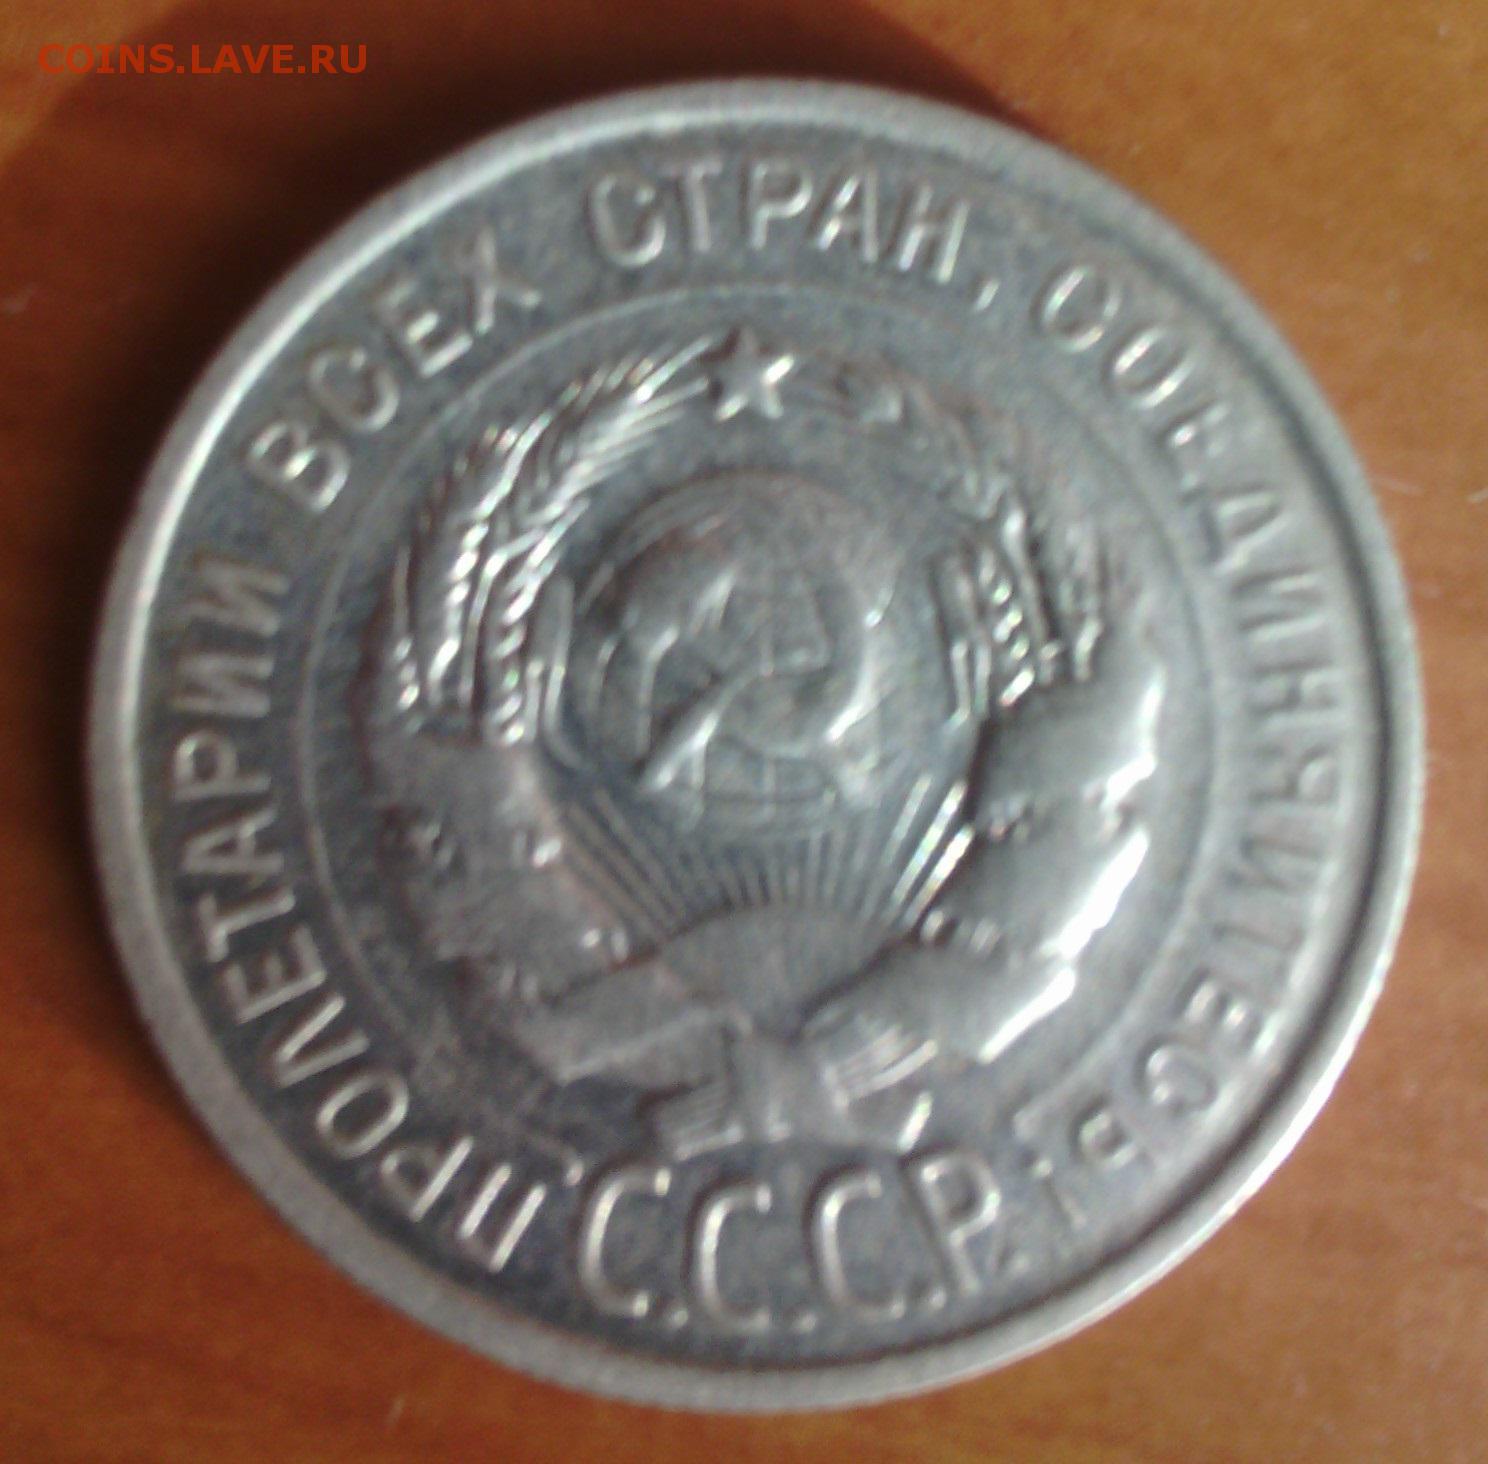 COINS.LAVE.RU
ПРОЛЕТАРИИ ВСЕХ СТРАН, СОЕДИНЯЙТЕСЬ!
С.С.С.Р.